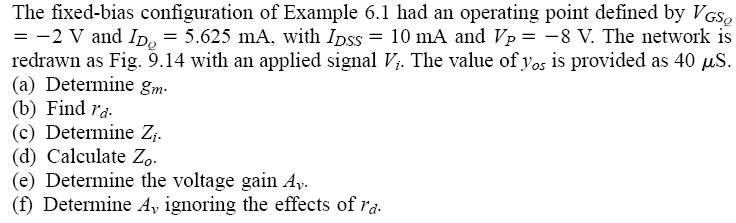 The fixed-bias configuration of Example 6.1 had an operating point defined by V_{GS_Q}
= −2 V and I_{D_Q} = 5.625 mA, with I_{DSS} = 10 mA and V_P = −8 V. The network is
redrawn as Fig. 9.14 with an applied signal V_i. The value of y_{os} is provided as 40 μS.
(a) Determine g_m.
(b) Find r_d.
(c) Determine Z_i.
(d) Calculate Z_o.
(e) Determine the voltage gain A_v.
(f) Determine A_v ignoring the effects of r_d.